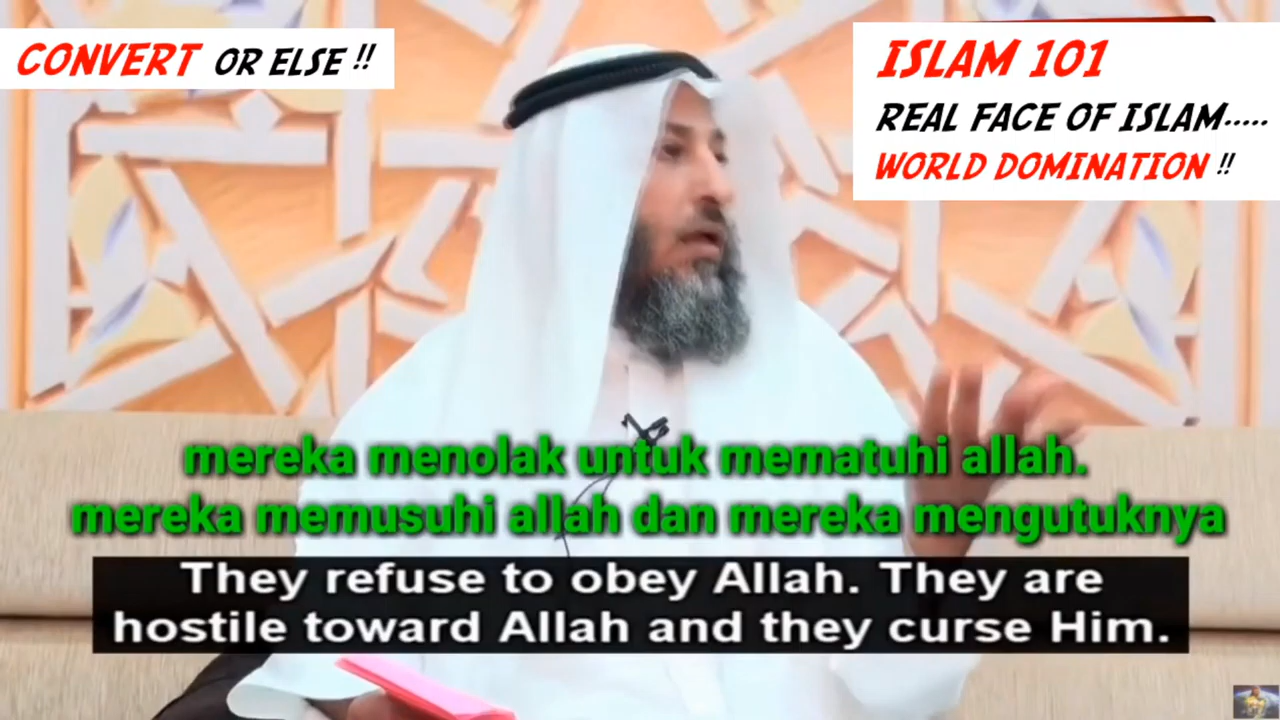 CONVERT OR ELSE !!
ISLAM 101
REAL FACE OF ISLAM.....
WORLD DOMINATION !!
mereka menolak untuk mematuhi allah.
mereka memusuhi allah dan mereka mengutuknya
They refuse to obey Allah. They are
hostile toward Allah and they curse Him.